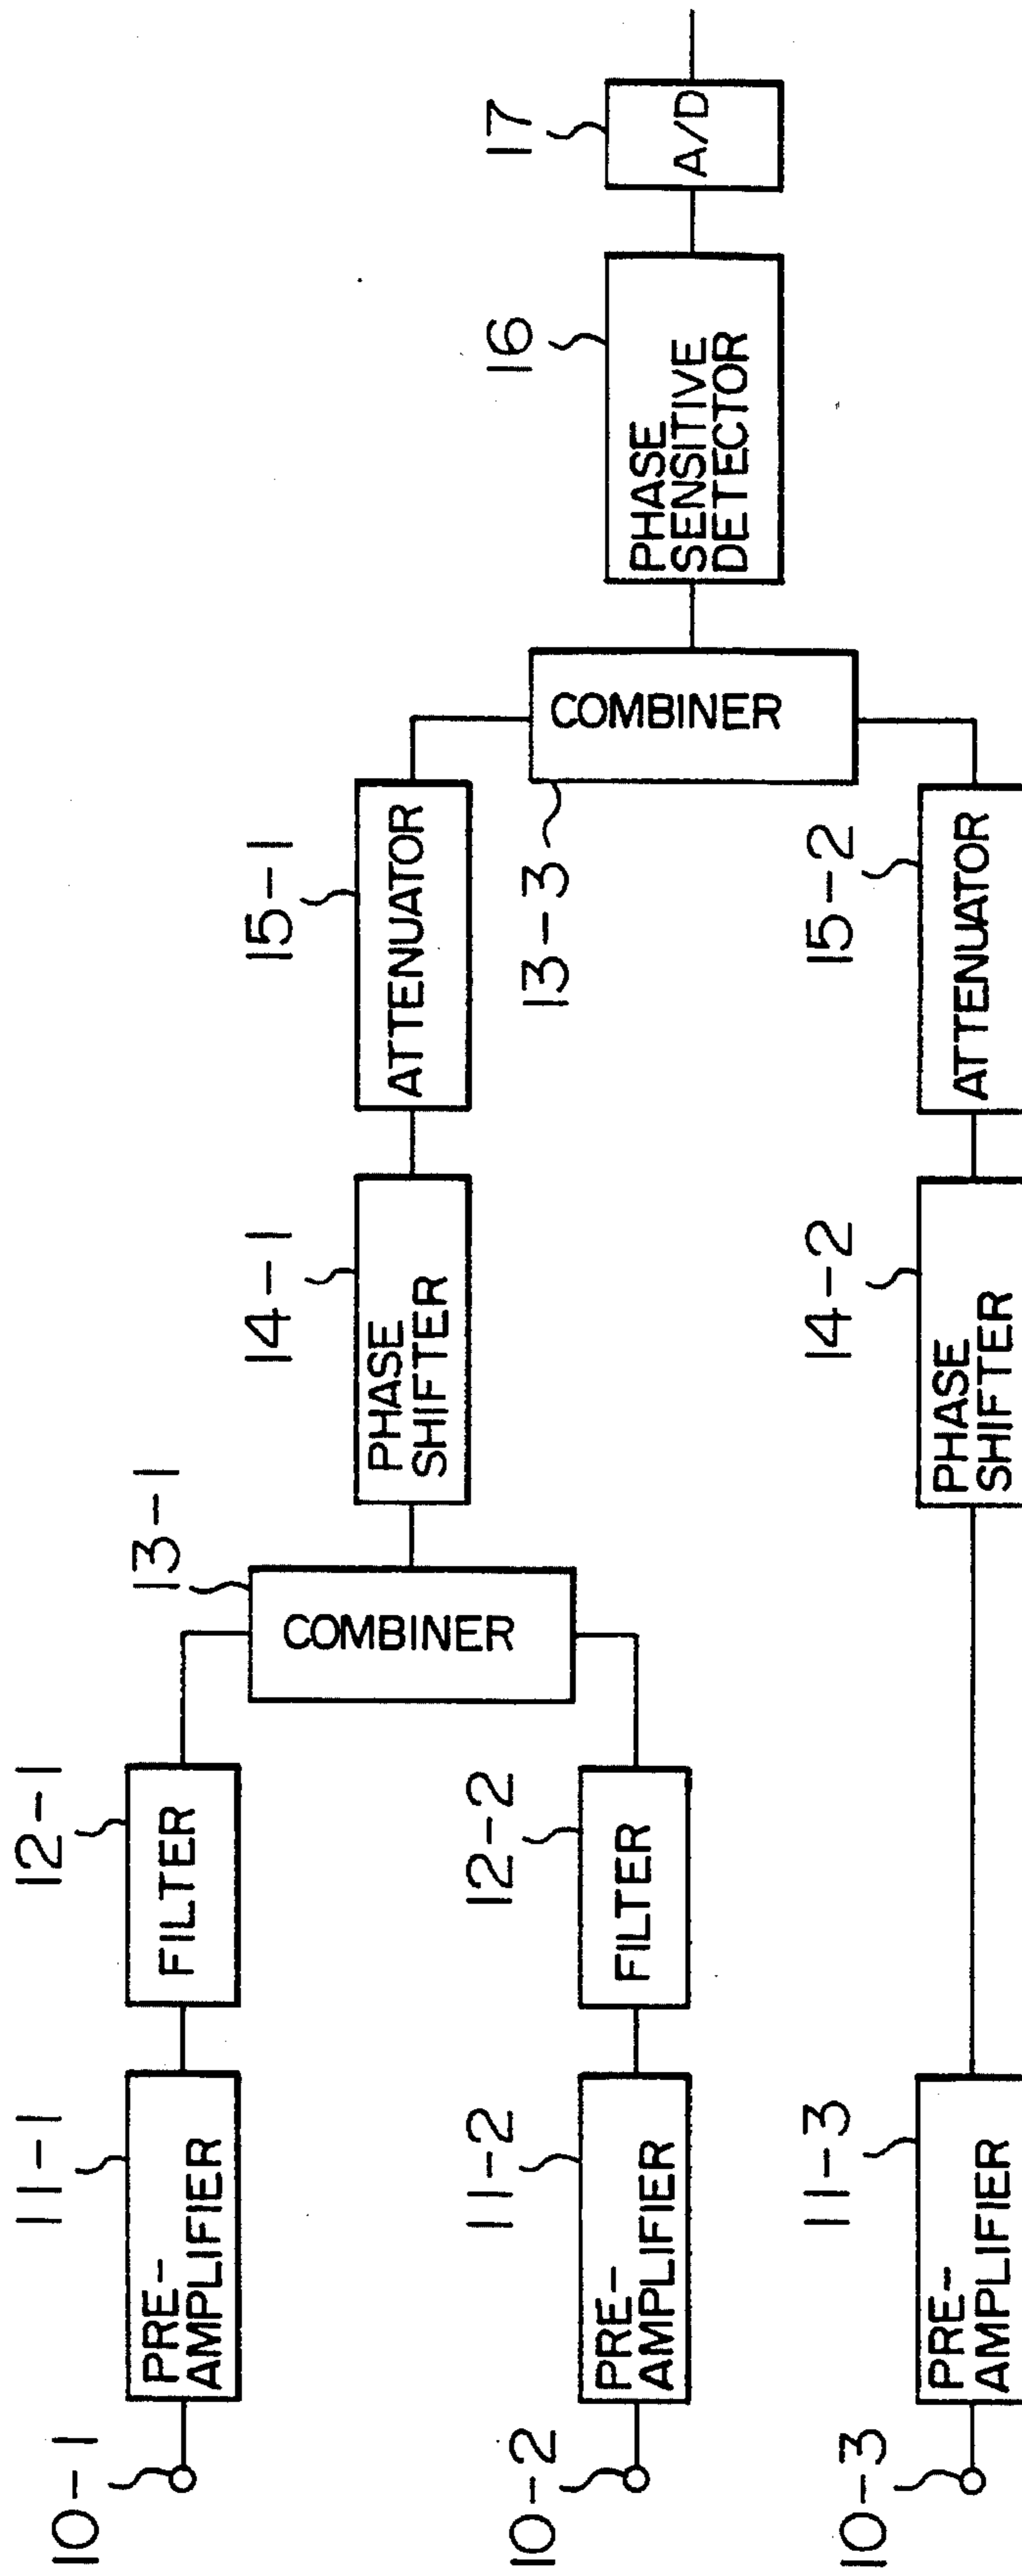 10-1
11-1
PRE-
AMPLIFIER
12-1
FILTER
13-1
COMBINER
14-1
PHASE
SHIFTER
15-1
ATTENUATOR
10-2
11-2
PRE-
AMPLIFIER
12-2
FILTER
13-3
COMBINER
16
PHASE
SENSITIVE
DETECTOR
17
A/D
10-3
11-3
PRE-
AMPLIFIER
14-2
PHASE
SHIFTER
15-2
ATTENUATOR